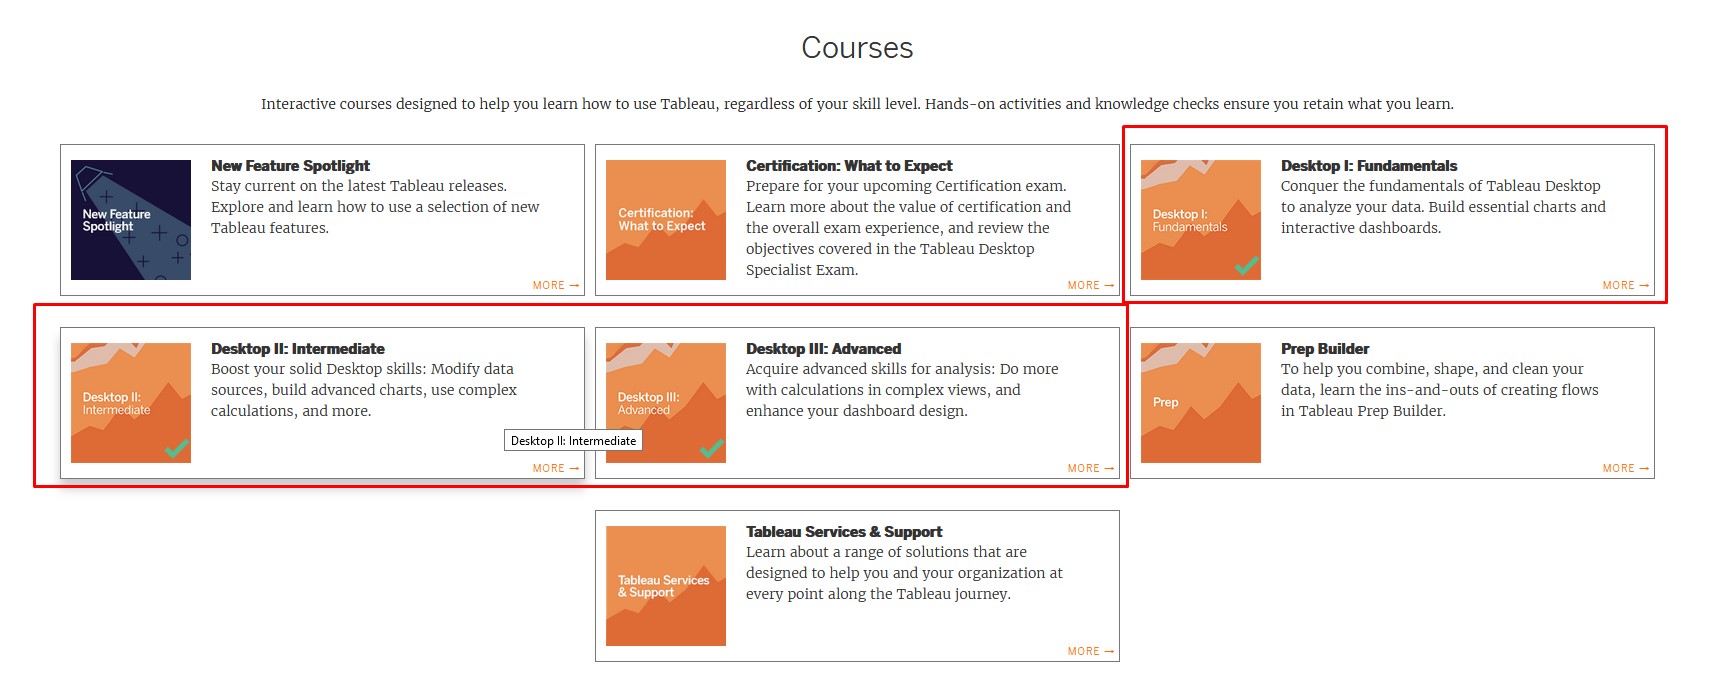 Courses
Interactive courses designed to help you learn how to use Tableau, regardless of your skill level. Hands-on activities and knowledge checks ensure you retain what you learn.
New Feature
Spotlight
New Feature Spotlight
Stay current on the latest Tableau releases.
Explore and learn how to use a selection of new
Tableau features.
MORE →
Certification:
What to Expect
Certification: What to Expect
Prepare for your upcoming Certification exam.
Learn more about the value of certification and
the overall exam experience, and review the
objectives covered in the Tableau Desktop
Specialist Exam.
MORE →
Desktop I:
Fundamentals
Desktop I: Fundamentals
Conquer the fundamentals of Tableau Desktop
to analyze your data. Build essential charts and
interactive dashboards.
MORE →
Desktop II:
Intermediate
Desktop II: Intermediate
Boost your solid Desktop skills: Modify data
sources, build advanced charts, use complex
calculations, and more.
Desktop II: Intermediate
MORE →
Desktop III:
Advanced
Desktop III: Advanced
Acquire advanced skills for analysis: Do more
with calculations in complex views, and
enhance your dashboard design.
MORE →
Prep
Prep Builder
To help you combine, shape, and clean your
data, learn the ins-and-outs of creating flows
in Tableau Prep Builder.
MORE →
Tableau Services
& Support
Tableau Services & Support
Learn about a range of solutions that are
designed to help you and your organization at
every point along the Tableau journey.
MORE →